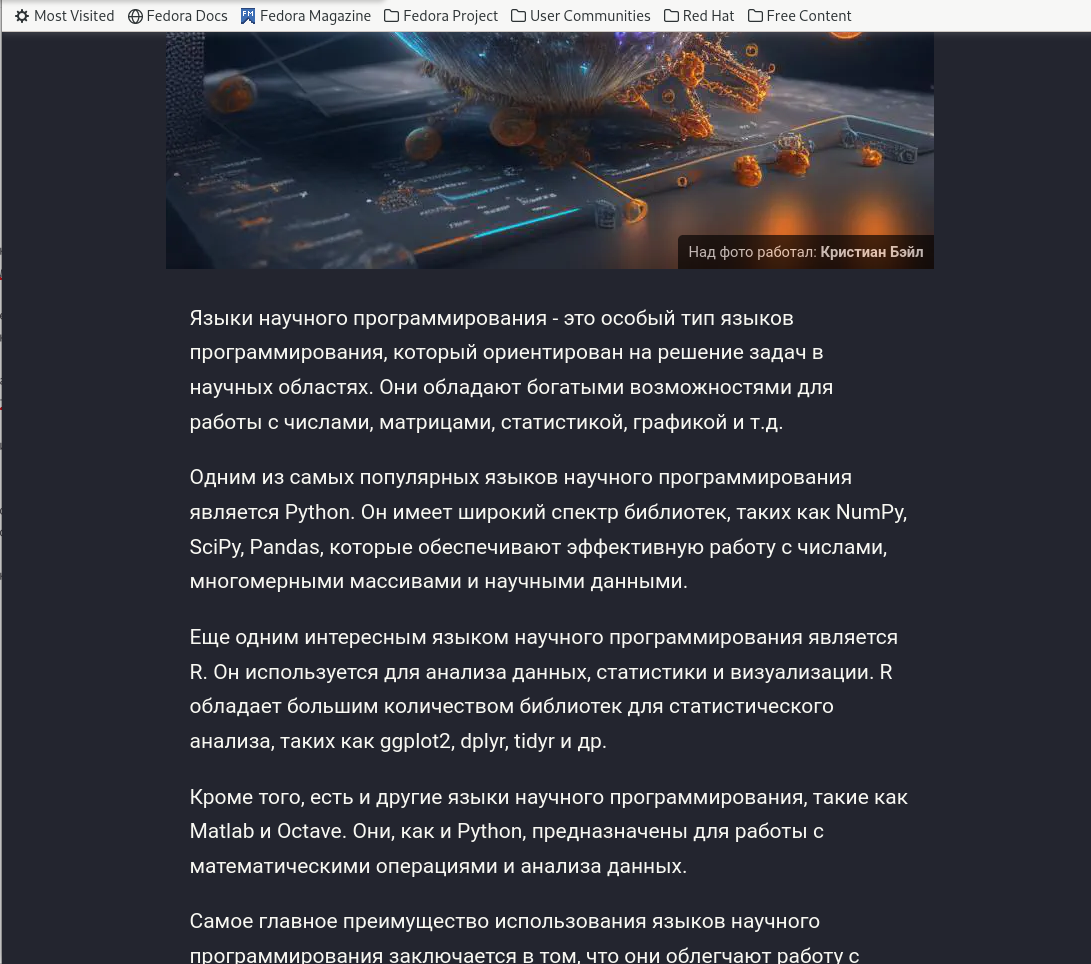 Most Visited Fedora Docs Fedora Magazine Fedora Project User Communities Red Hat Free Content
Над фото работал: Кристиан Бэйл
Языки научного программирования - это особый тип языков
программирования, который ориентирован на решение задач в
научных областях. Они обладают богатыми возможностями для
работы с числами, матрицами, статистикой, графикой и т.д.
Одним из самых популярных языков научного программирования
является Python. Он имеет широкий спектр библиотек, таких как NumPy,
SciPy, Pandas, которые обеспечивают эффективную работу с числами,
многомерными массивами и научными данными.
Еще одним интересным языком научного программирования является
R. Он используется для анализа данных, статистики и визуализации. R
обладает большим количеством библиотек для статистического
анализа, таких как ggplot2, dplyr, tidyr и др.
Кроме того, есть и другие языки научного программирования, такие как
Matlab и Octave. Они, как и Python, предназначены для работы с
математическими операциями и анализа данных.
Самое главное преимущество использования языков научного
программирования заключается в том, что они облегчают работу с